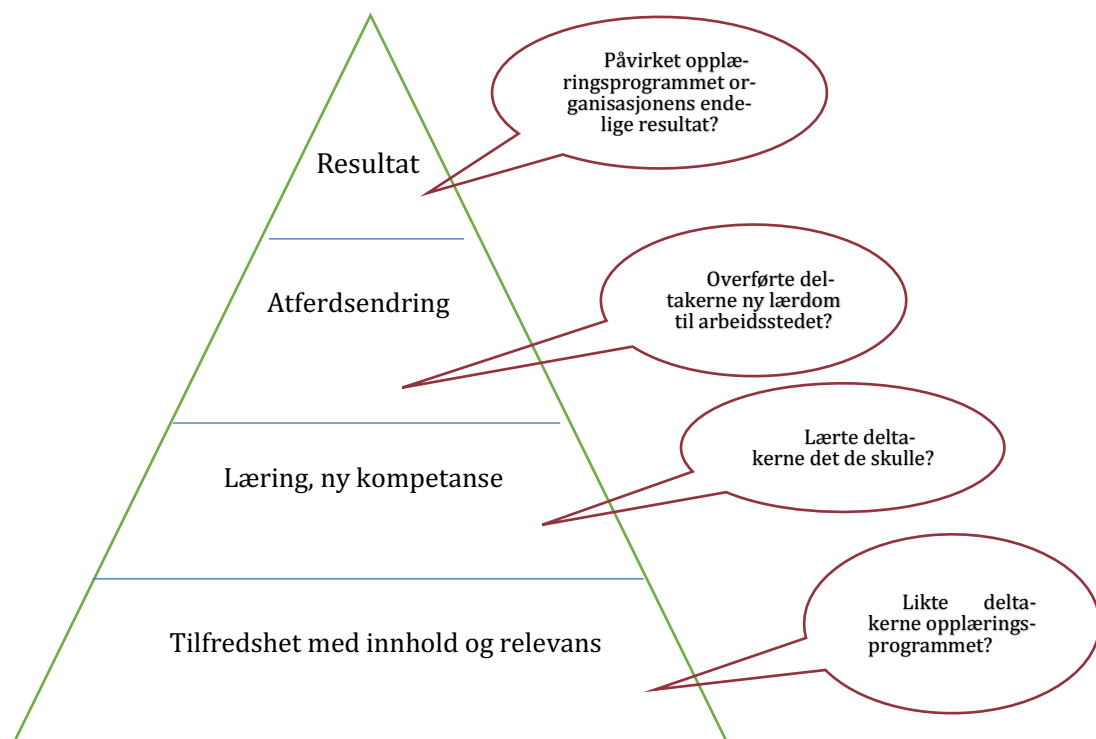 Påvirket opplæ-
ringsprogrammet or-
ganisasjonens ende-
lige resultat?
Resultat
Overførte del-
takerne ny lærdom
til arbeidsstedet?
Atferdsendring
Lærte delta-
kerne det de skulle?
Læring, ny kompetanse
Likte delta-
kerne opplærings-
programmet?
Tilfredshet med innhold og relevans